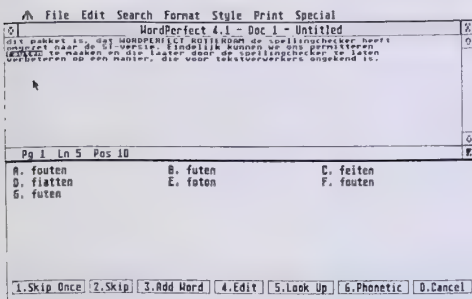 File Edit Search Format Style Print Special
WordPerfect 4.1 - Doc 1 - Untitled
dit pakket is, dat WORDPERFECT ROTTERDAM de spellingchecker heeft
omgezet naar de ST-versie. Eindelijk kunnen we ons permitteren
te maaken en die laater door de spellingchecker te laten
verbeteren op een manier, die voor tekstverwerkers ongekend is.
Pg 1 Ln 5 Pos 10
A. fouten B. futen C. feiten
D. fiatten E. foton F. fouten
G. futen
1.Skip Once 2.Skip 3.Add Word 4.Edit 5.Look Up 6.Phonetic 0.Cancel